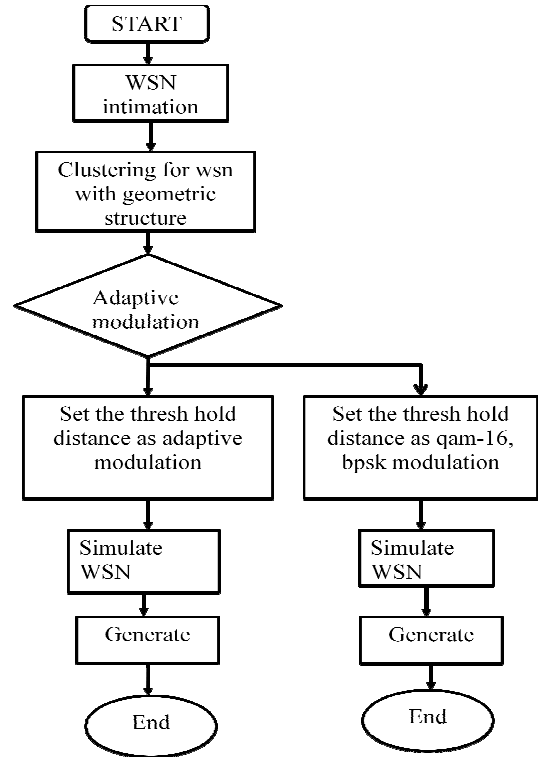 START
WSN
intimation
Clustering for wsn
with geometric
structure
Adaptive
modulation
Set the thresh hold
distance as adaptive
modulation
Set the thresh hold
distance as qam-16,
bpsk modulation
Simulate
WSN
Simulate
WSN
Generate
Generate
End
End